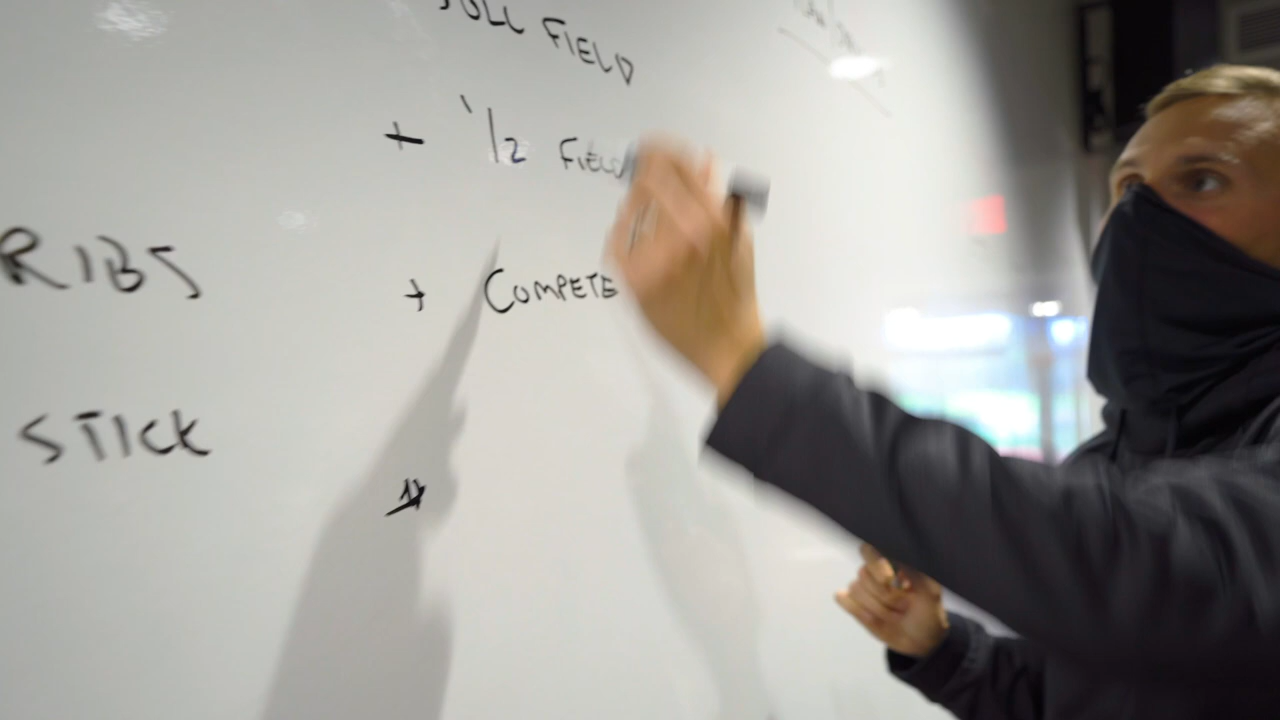 FULL FIELD
+ 1/2 FIELD
RIBS
+ COMPETE
STICK